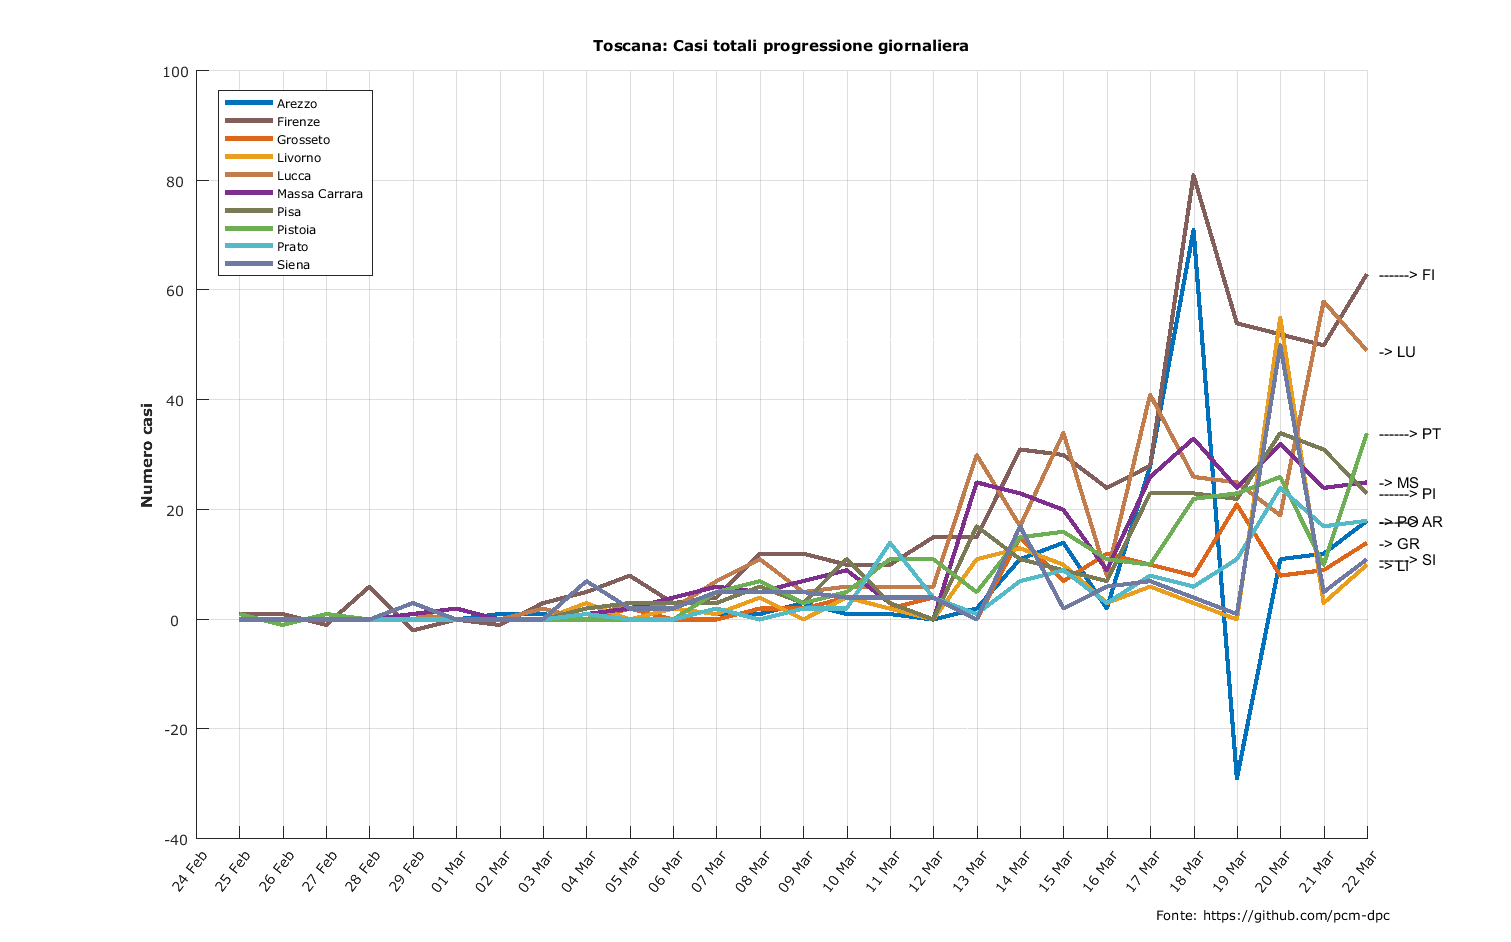 Toscana: Casi totali progressione giornaliera
100
80
60
40
20
0
-20
-40
Numero casi
Arezzo
Firenze
Grosseto
Livorno
Lucca
Massa Carrara
Pisa
Pistoia
Prato
Siena
------> FI
-> LU
------> PT
-> MS
------> PI
-> PO
------> AR
-> GR
------> SI
-> LI
24 Feb
25 Feb
26 Feb
27 Feb
28 Feb
29 Feb
01 Mar
02 Mar
03 Mar
04 Mar
05 Mar
06 Mar
07 Mar
08 Mar
09 Mar
10 Mar
11 Mar
12 Mar
13 Mar
14 Mar
15 Mar
16 Mar
17 Mar
18 Mar
19 Mar
20 Mar
21 Mar
22 Mar
Fonte: https://github.com/pcm-dpc